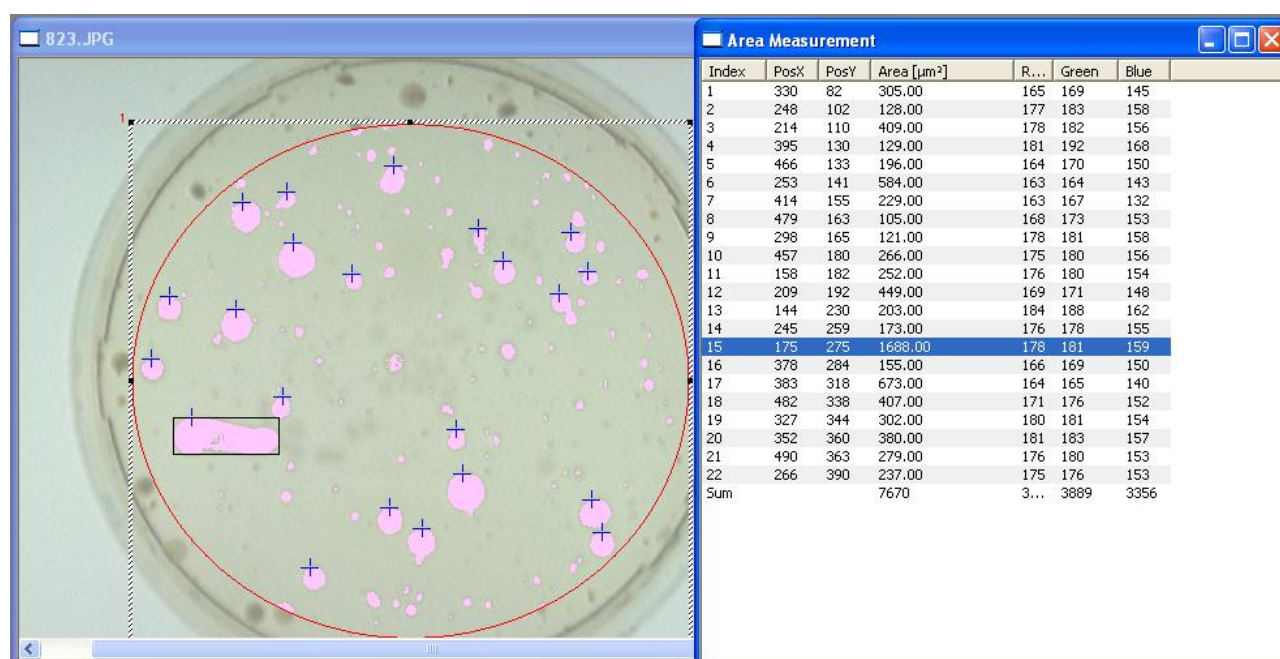 823.JPG
1
Area Measurement
Index PosX PosY Area [µm²] R... Green Blue
1 330 82 305.00 165 169 145
2 248 102 128.00 177 183 158
3 214 110 409.00 178 182 156
4 395 130 129.00 181 192 168
5 466 133 196.00 164 170 150
6 253 141 584.00 163 164 143
7 414 155 229.00 163 167 132
8 479 163 105.00 168 173 153
9 298 165 121.00 178 181 158
10 457 180 266.00 175 180 156
11 158 182 252.00 176 180 154
12 209 192 449.00 169 171 148
13 144 230 203.00 184 188 162
14 245 259 173.00 176 178 155
15 175 275 1688.00 178 181 159
16 378 284 155.00 166 169 150
17 383 318 673.00 164 165 140
18 482 338 407.00 171 176 152
19 327 344 302.00 180 181 154
20 352 360 380.00 181 183 157
21 490 363 279.00 176 180 153
22 266 390 237.00 175 176 153
Sum 7670 3... 3889 3356